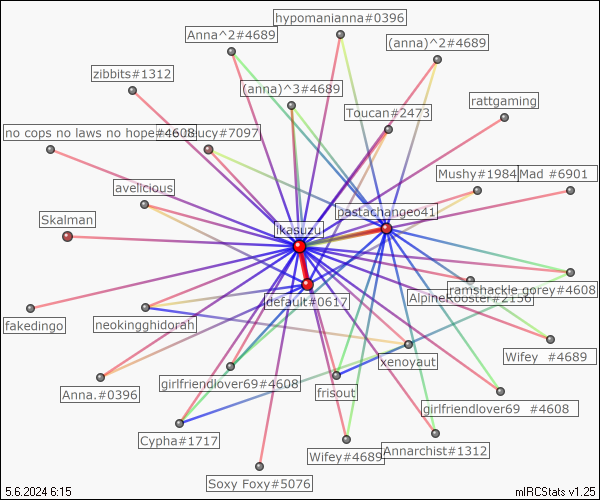 hypomanianna#0396
Anna^2#4689
(anna)^2#4689
zibbits#1312
(anna)^3#4689
rattgaming
Toucan#2473
no cops no laws no hope#4608
eucy#7097
Mushy#1984
Mad #6901
avelicious
pastachangeo41
Skalman
ikasuzu
ramshackle gorey#4608
default#0617
fakedingo
neokingghidorah
Wifey #4689
xenoyaut
girlfriendlover69#4608
Anna.#0396
frisout
girlfriendlover69 #4608
Cypha#1717
Annarchist#1312
Wifey#4689
Soxy Foxy#5076
5.6.2024 6:15
mIRCStats v1.25